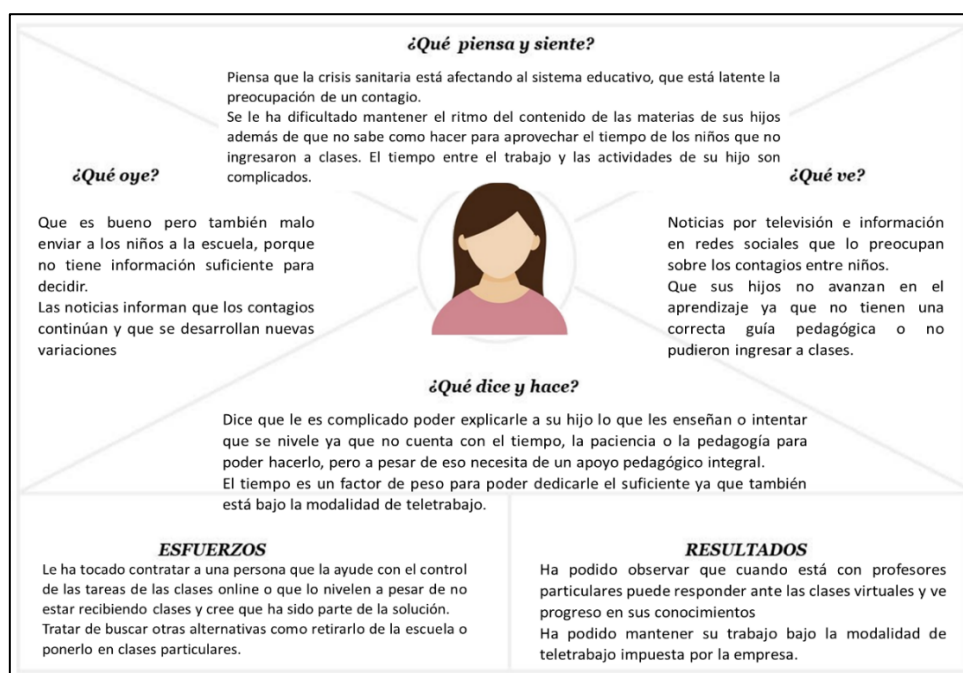 ¿Qué piensa y siente?
Piensa que la crisis sanitaria está afectando al sistema educativo, que está latente la
preocupación de un contagio.
Se le ha dificultado mantener el ritmo del contenido de las materias de sus hijos
además de que no sabe como hacer para aprovechar el tiempo de los niños que no
ingresaron a clases. El tiempo entre el trabajo y las actividades de su hijo son
complicados.
¿Qué oye?
Que es bueno pero también malo
enviar a los niños a la escuela, porque
no tiene información suficiente para
decidir.
Las noticias informan que los contagios
continúan y que se desarrollan nuevas
variaciones
¿Qué ve?
Noticias por televisión e información
en redes sociales que lo preocupan
sobre los contagios entre niños.
Que sus hijos no avanzan en el
aprendizaje ya que no tienen una
correcta guía pedagógica o no
pudieron ingresar a clases.
¿Qué dice y hace?
Dice que le es complicado poder explicarle a su hijo lo que les enseñan o intentar
que se nivele ya que no cuenta con el tiempo, la paciencia o la pedagogía para
poder hacerlo, pero a pesar de eso necesita de un apoyo pedagógico integral.
El tiempo es un factor de peso para poder dedicarle el suficiente ya que también
está bajo la modalidad de teletrabajo.
ESFUERZOS
Le ha tocado contratar a una persona que la ayude con el control
de las tareas de las clases online o que lo nivelen a pesar de no
estar recibiendo clases y cree que ha sido parte de la solución.
Tratar de buscar otras alternativas como retirarlo de la escuela o
ponerlo en clases particulares.
RESULTADOS
Ha podido observar que cuando está con profesores
particulares puede responder ante las clases virtuales y ve
progreso en sus conocimientos
Ha podido mantener su trabajo bajo la modalidad de
teletrabajo impuesta por la empresa.